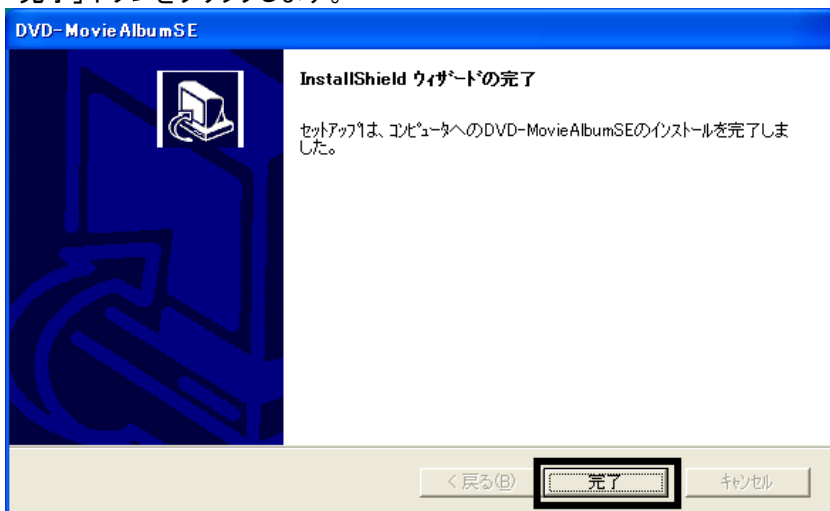 完了」ボタンをクリックします。
DVD-MovieAlbumSE
InstallShield ウィザードの完了
セットアップは、コンピュータへのDVD-MovieAlbumSEのインストールを完了しま
した。
< 戻る(B)
完了
キャンセル